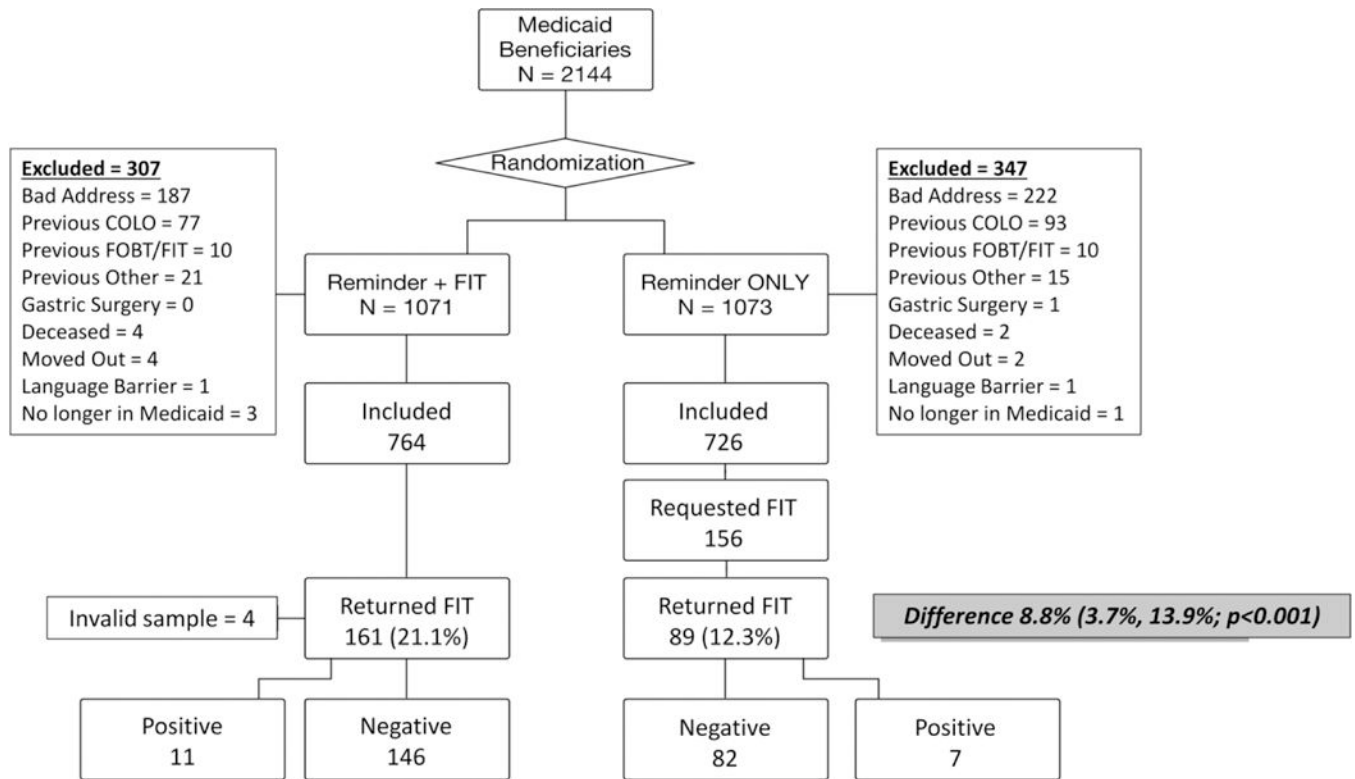 Medicaid
Beneficiaries
N = 2144
Randomization
Excluded = 307
Bad Address = 187
Previous COLO = 77
Previous FOBT/FIT = 10
Previous Other = 21
Gastric Surgery = 0
Deceased = 4
Moved Out = 4
Language Barrier = 1
No longer in Medicaid = 3
Excluded = 347
Bad Address = 222
Previous COLO = 93
Previous FOBT/FIT = 10
Previous Other = 15
Gastric Surgery = 1
Deceased = 2
Moved Out = 2
Language Barrier = 1
No longer in Medicaid = 1
Reminder + FIT
N = 1071
Reminder ONLY
N = 1073
Included
764
Included
726
Requested FIT
156
Invalid sample = 4
Returned FIT
161 (21.1%)
Returned FIT
89 (12.3%)
Difference 8.8% (3.7%, 13.9%; p<0.001)
Positive
11
Negative
146
Negative
82
Positive
7